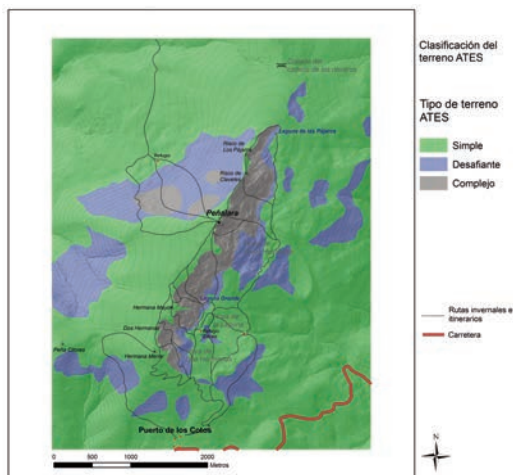 Clasificación del
terreno ATES
Tipo de terreno
ATES
Simple
Desafiante
Complejo
Rutas invernales e
itinerarios
Carretera
N
Laguna de los Pájaros
Risco de
Los Pájaros
Refugio
Risco de
Claveles
Peñalara
Laguna Grande
Hermana Mayor
Dos Hermanas
Hermana Menor
Peña Citores
Puerto de los Cotos
0
1000
2000
Metros